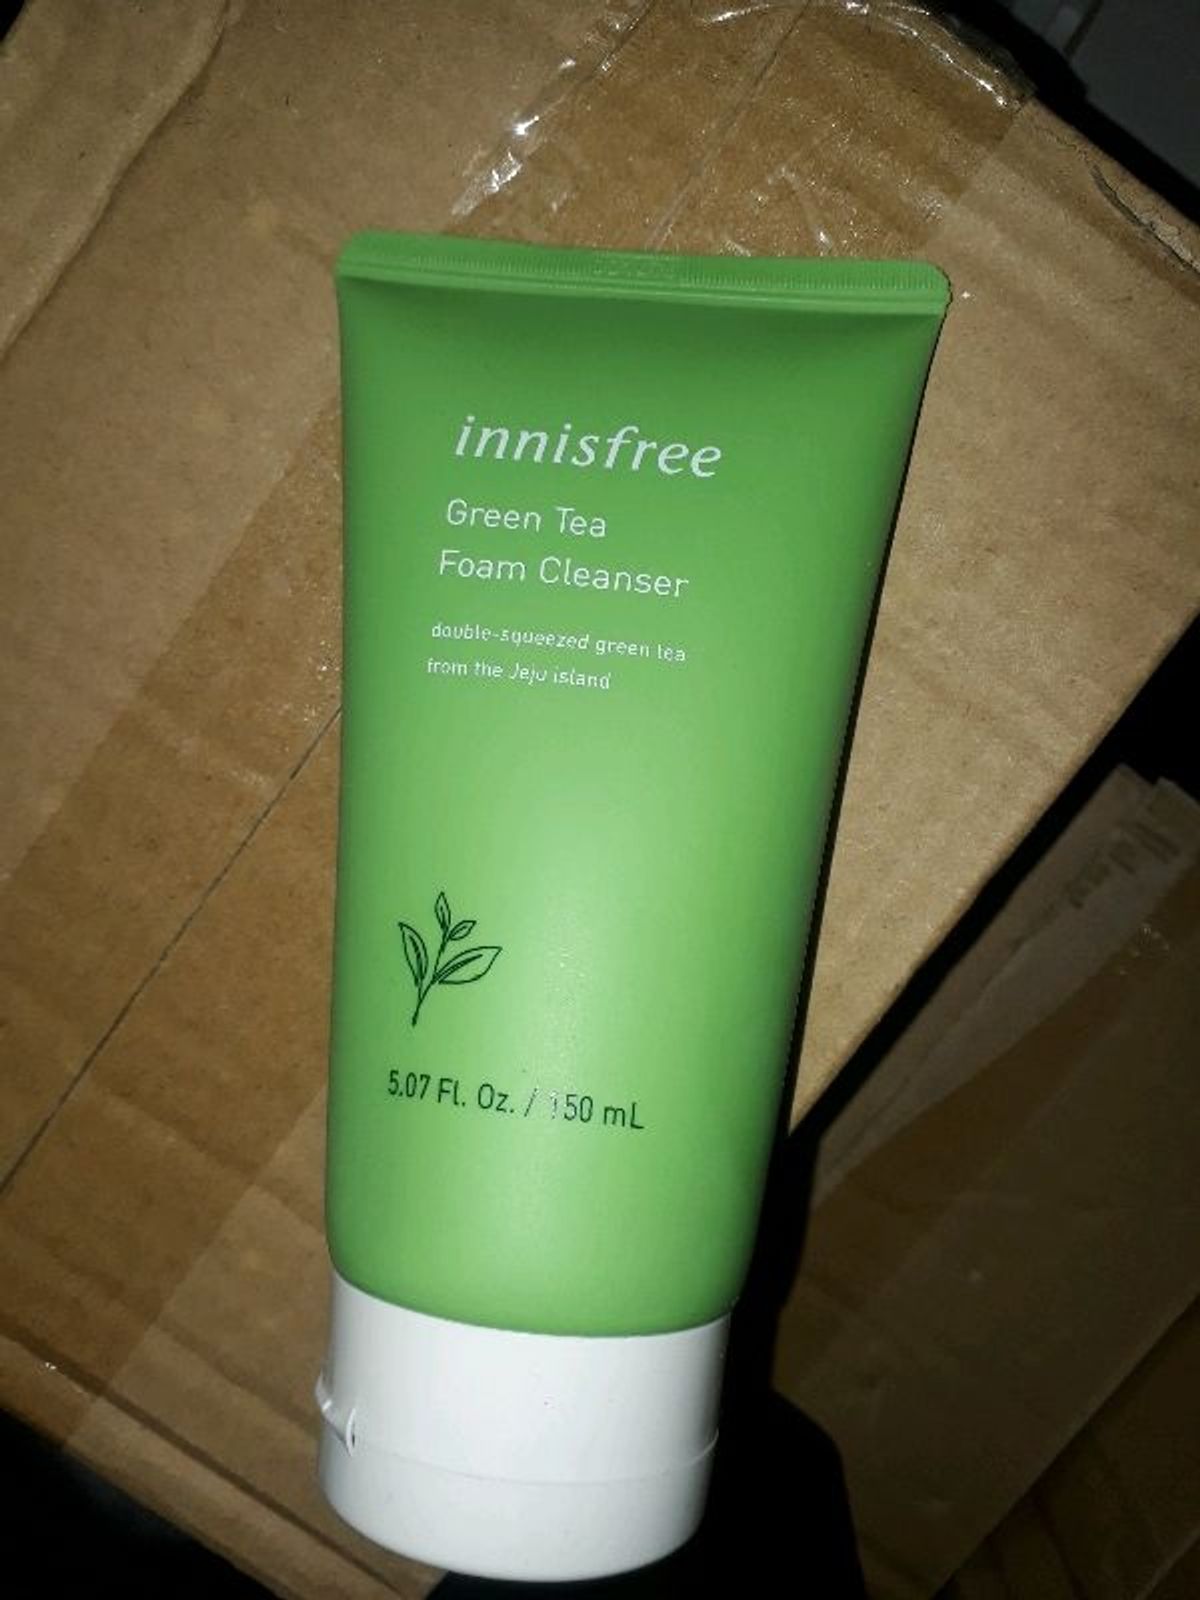 innisfree
Green Tea
Foam Cleanser
double-squeezed green tea
from the Jeju island
5.07 Fl. Oz. / 150 mL